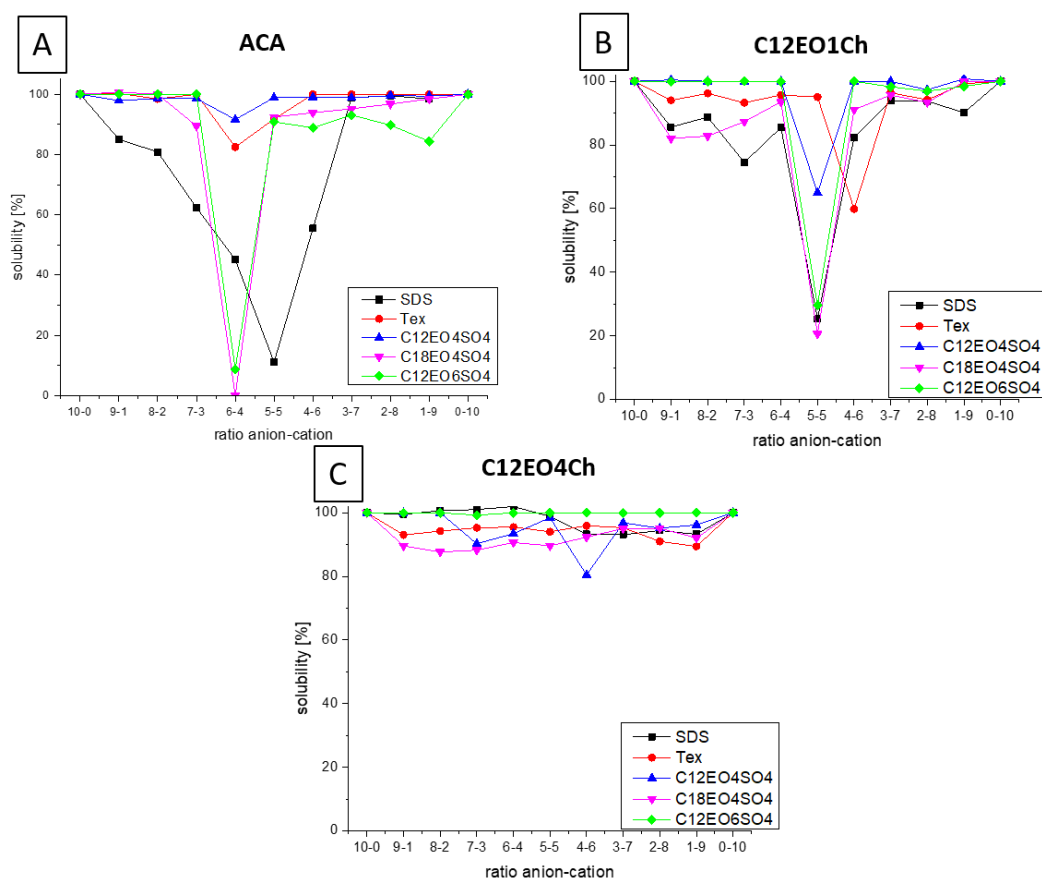 A
ACA
100
80
60
40
20
0
solubility [%]
SDS
Tex
C12EO4SO4
C18EO4SO4
C12EO6SO4
10-0 9-1 8-2 7-3 6-4 5-5 4-6 3-7 2-8 1-9 0-10
ratio anion-cation
B
C12EO1Ch
100
80
60
40
20
0
solubility [%]
SDS
Tex
C12EO4SO4
C18EO4SO4
C12EO6SO4
10-0 9-1 8-2 7-3 6-4 5-5 4-6 3-7 2-8 1-9 0-10
ratio anion-cation
C
C12EO4Ch
100
80
60
40
20
0
solubility [%]
SDS
Tex
C12EO4SO4
C18EO4SO4
C12EO6SO4
10-0 9-1 8-2 7-3 6-4 5-5 4-6 3-7 2-8 1-9 0-10
ratio anion-cation